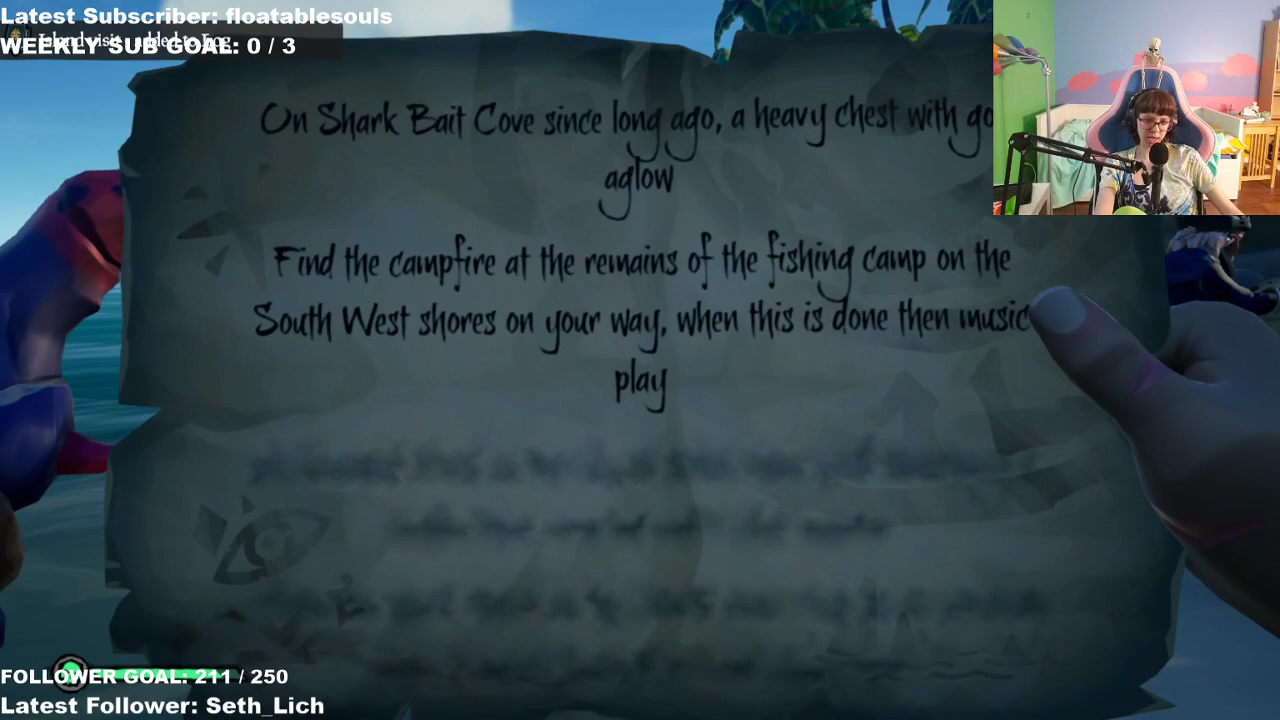 Latest Subscriber: floatablesouls
WEEKLY SUB GOAL: 0 / 3
On Shark Bait Cove since long ago, a heavy chest with go
aglow
Find the campfire at the remains of the fishing camp on the
South West shores on your way, when this is done then music
play
FOLLOWER GOAL: 211 / 250
Latest Follower: Seth_Lich